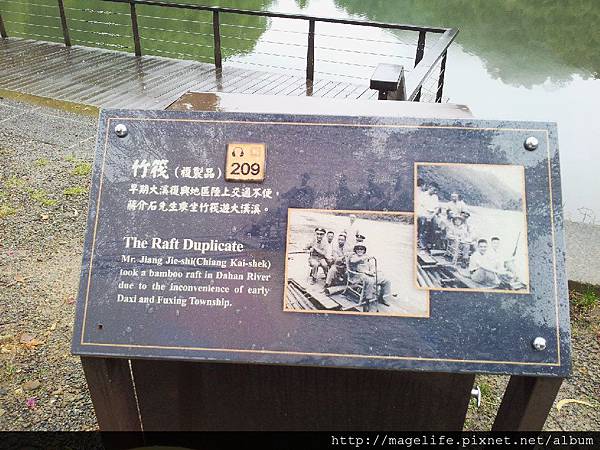 竹筏（複製品）
209
早期大溪復興地區陸上交通不便，
蔣介石先生乘坐竹筏遊大溪。
The Raft Duplicate
Mr. Jiang Jie-shi(Chiang Kai-shek)
took a bamboo raft in Dahan River
due to the inconvenience of early
Daxi and Fuxing Township.
http://magelife.pixnet.net/blog